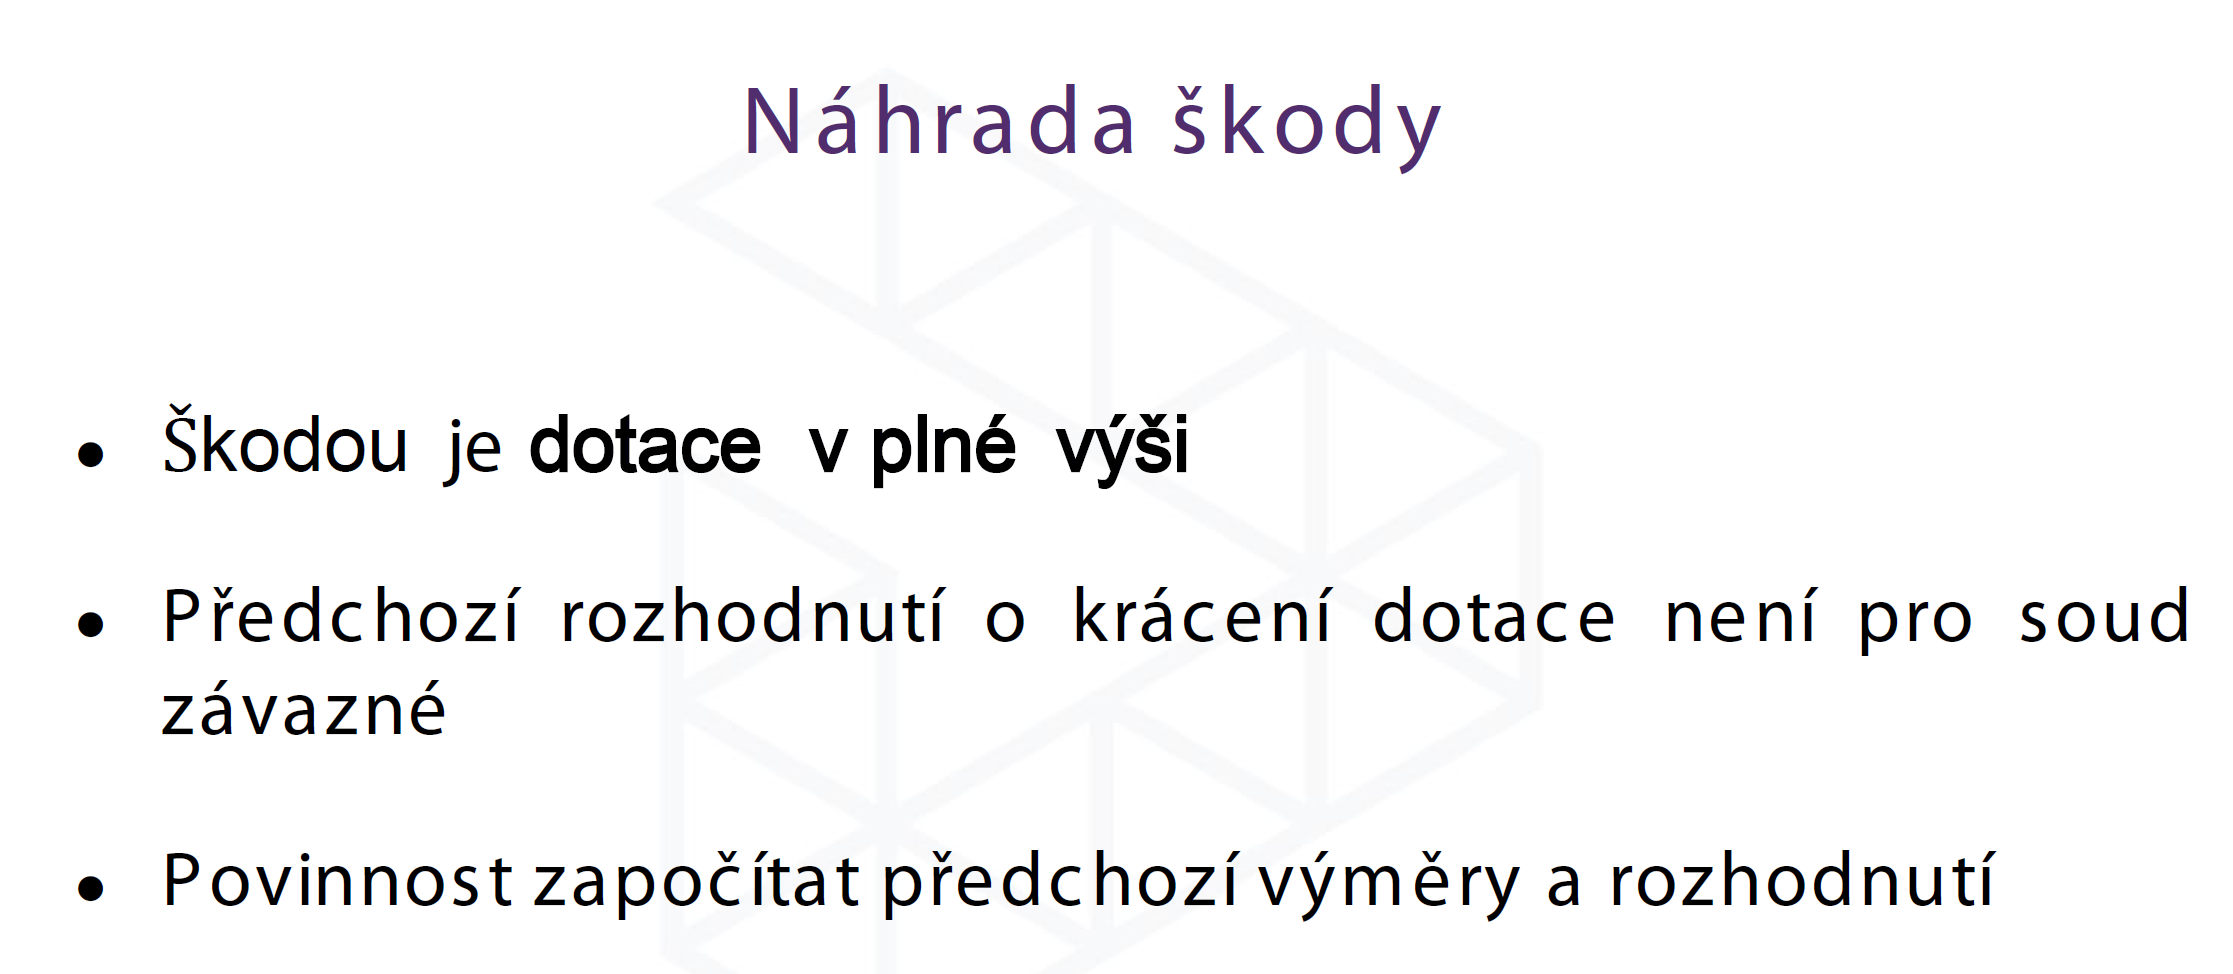 Náhrada škody
• Škodou je dotace v plné výši
• Předchozí rozhodnutí o krácení dotace není pro soud
závazné
• Povinnost započítat předchozí výměry a rozhodnutí